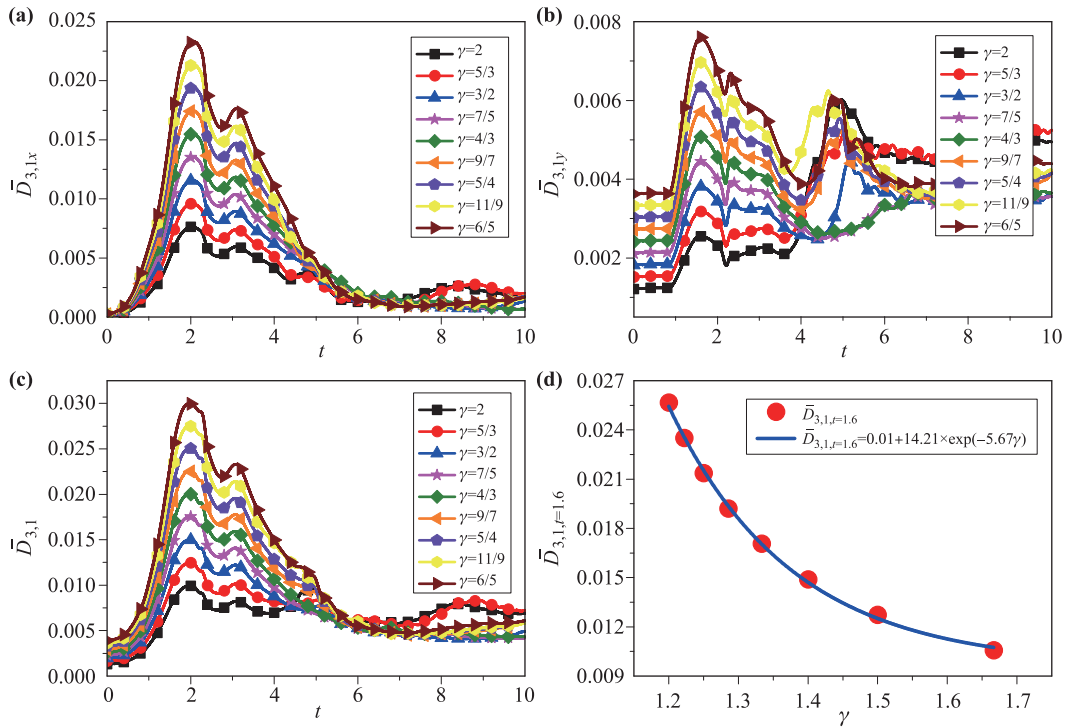 (a)
0.025
0.020
0.015
0.010
0.005
0.000
D̄3,1,x
0 2 4 6 8 10
t
γ=2
γ=5/3
γ=3/2
γ=7/5
γ=4/3
γ=9/7
γ=5/4
γ=11/9
γ=6/5
(b)
0.008
0.006
0.004
0.002
D̄3,1,y
0 2 4 6 8 10
t
γ=2
γ=5/3
γ=3/2
γ=7/5
γ=4/3
γ=9/7
γ=5/4
γ=11/9
γ=6/5
(c)
0.030
0.025
0.020
0.015
0.010
0.005
0.000
D̄3,1
0 2 4 6 8 10
t
γ=2
γ=5/3
γ=3/2
γ=7/5
γ=4/3
γ=9/7
γ=5/4
γ=11/9
γ=6/5
(d)
0.027
0.024
0.021
0.018
0.015
0.012
0.009
D̄3,1,t=1.6
1.2 1.3 1.4 1.5 1.6 1.7
γ
D̄3,1,t=1.6
D̄3,1,t=1.6=0.01+14.21×exp(−5.67γ)